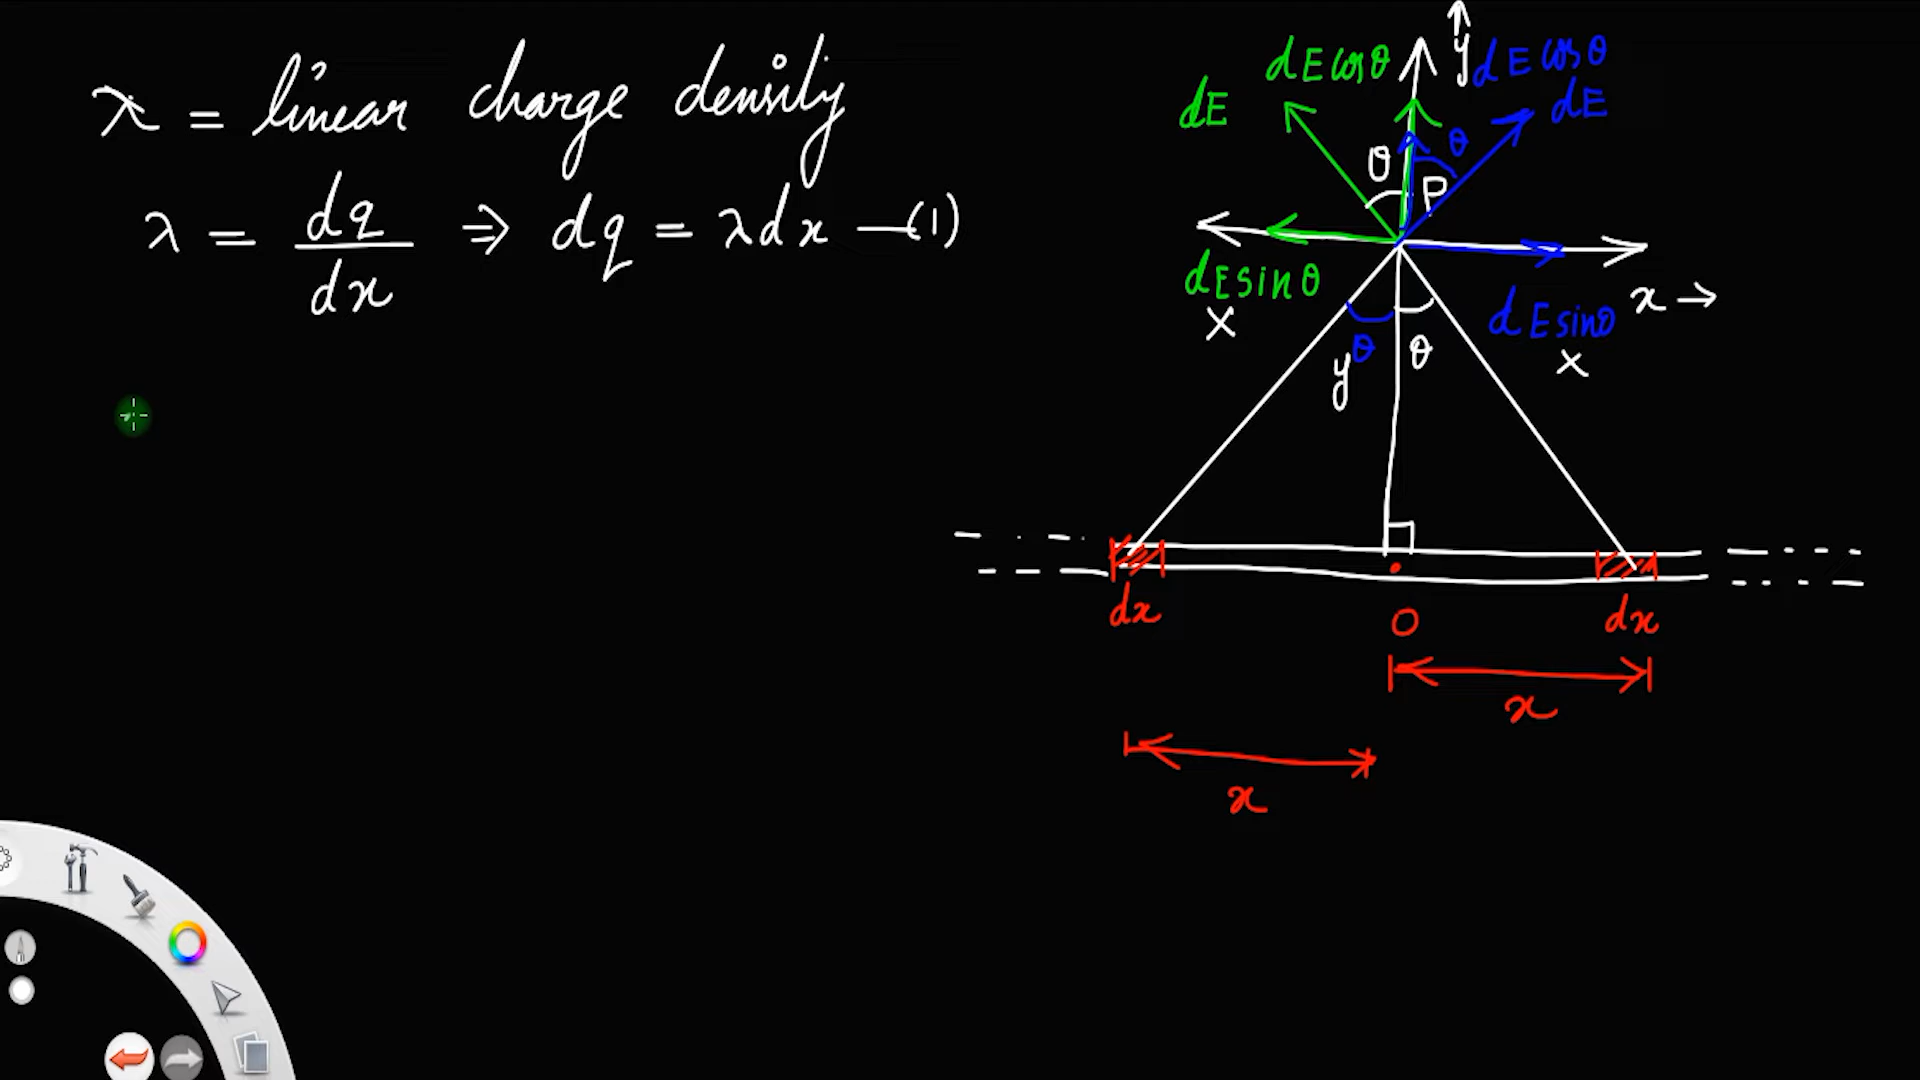 λ = linear charge density
λ = dq/dx ⇒ dq = λdx —(1)
y
dE cosθ
dE cosθ
dE
dE
θ
θ
P
dE sinθ
x →
dE sinθ
X
X
y
θ
θ
dx
O
dx
x
x